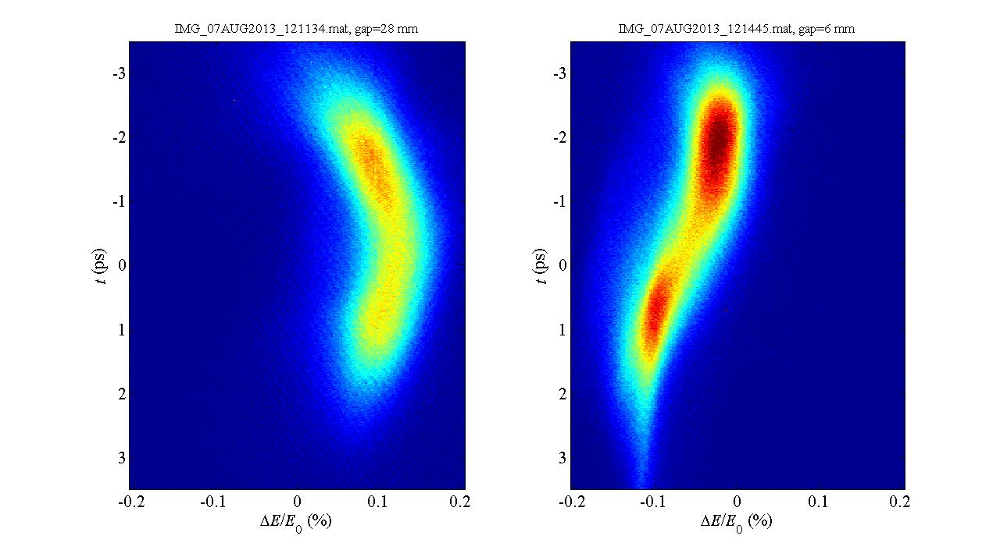 IMG_07AUG2013_121134.mat, gap=28 mm
-3
-2
-1
0
1
2
3
t (ps)
-0.2 -0.1 0 0.1 0.2
ΔE/E0 (%)
IMG_07AUG2013_121445.mat, gap=6 mm
-3
-2
-1
0
1
2
3
t (ps)
-0.2 -0.1 0 0.1 0.2
ΔE/E0 (%)